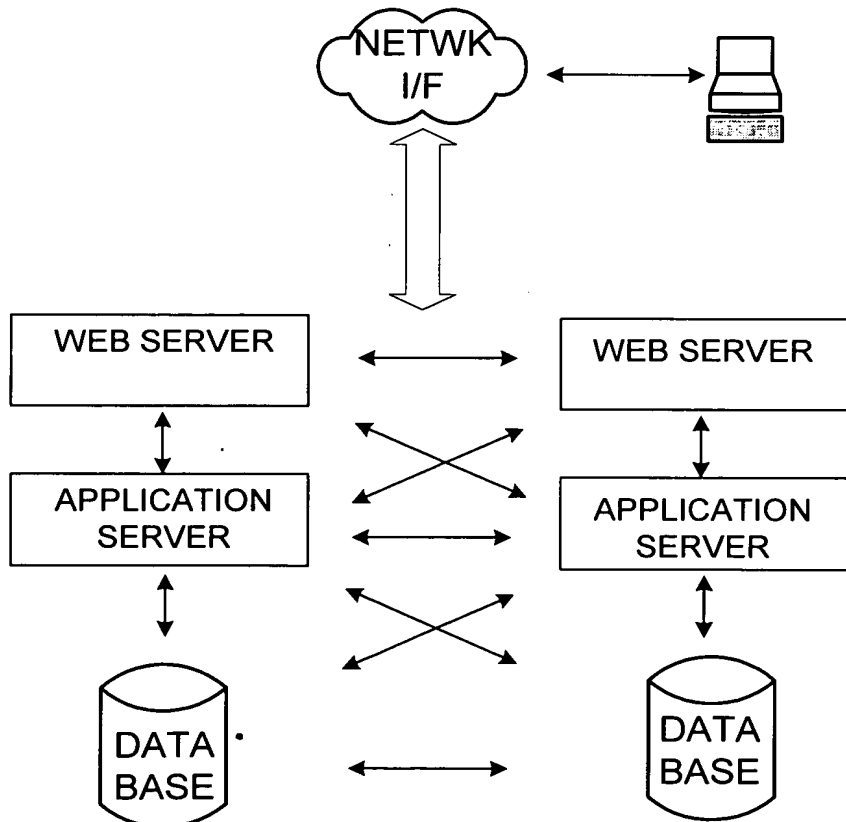 NETWK
I/F
WEB SERVER
WEB SERVER
APPLICATION
SERVER
APPLICATION
SERVER
DATA
BASE
DATA
BASE